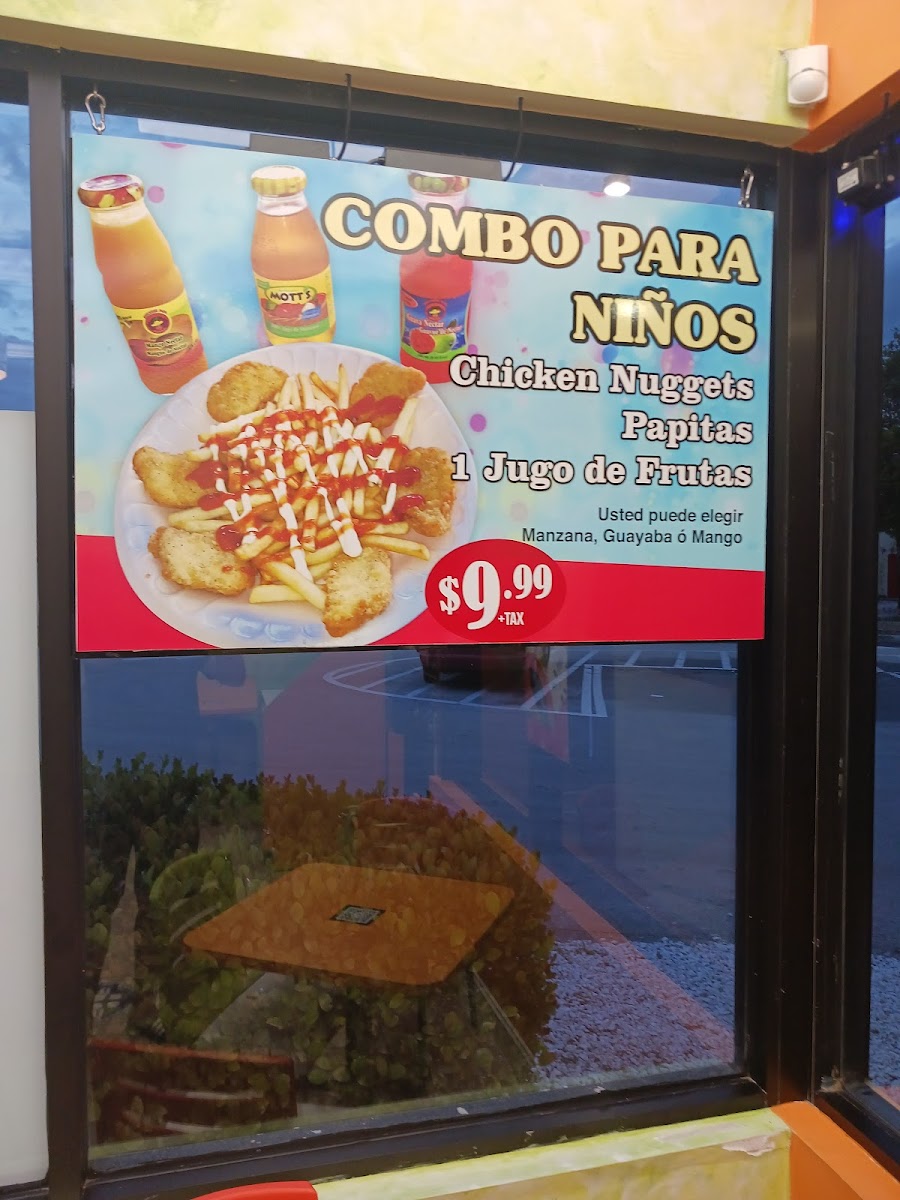 COMBO PARA
NIÑOS
MOTT'S
Chicken Nuggets
Papitas
1 Jugo de Frutas
Usted puede elegir
Manzana, Guayaba ó Mango
$9.99
+TAX